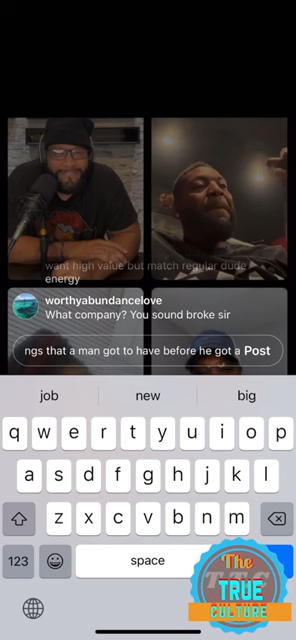 want high value but match regular dude
energy
worthyabundancelove
What company? You sound broke sir
ngs that a man got to have before he got a Post
job new big
q w e r t y u i o p
a s d f g h j k l
z x c v b n m
123 space
The
T.T.C
TRUE
CULTURE